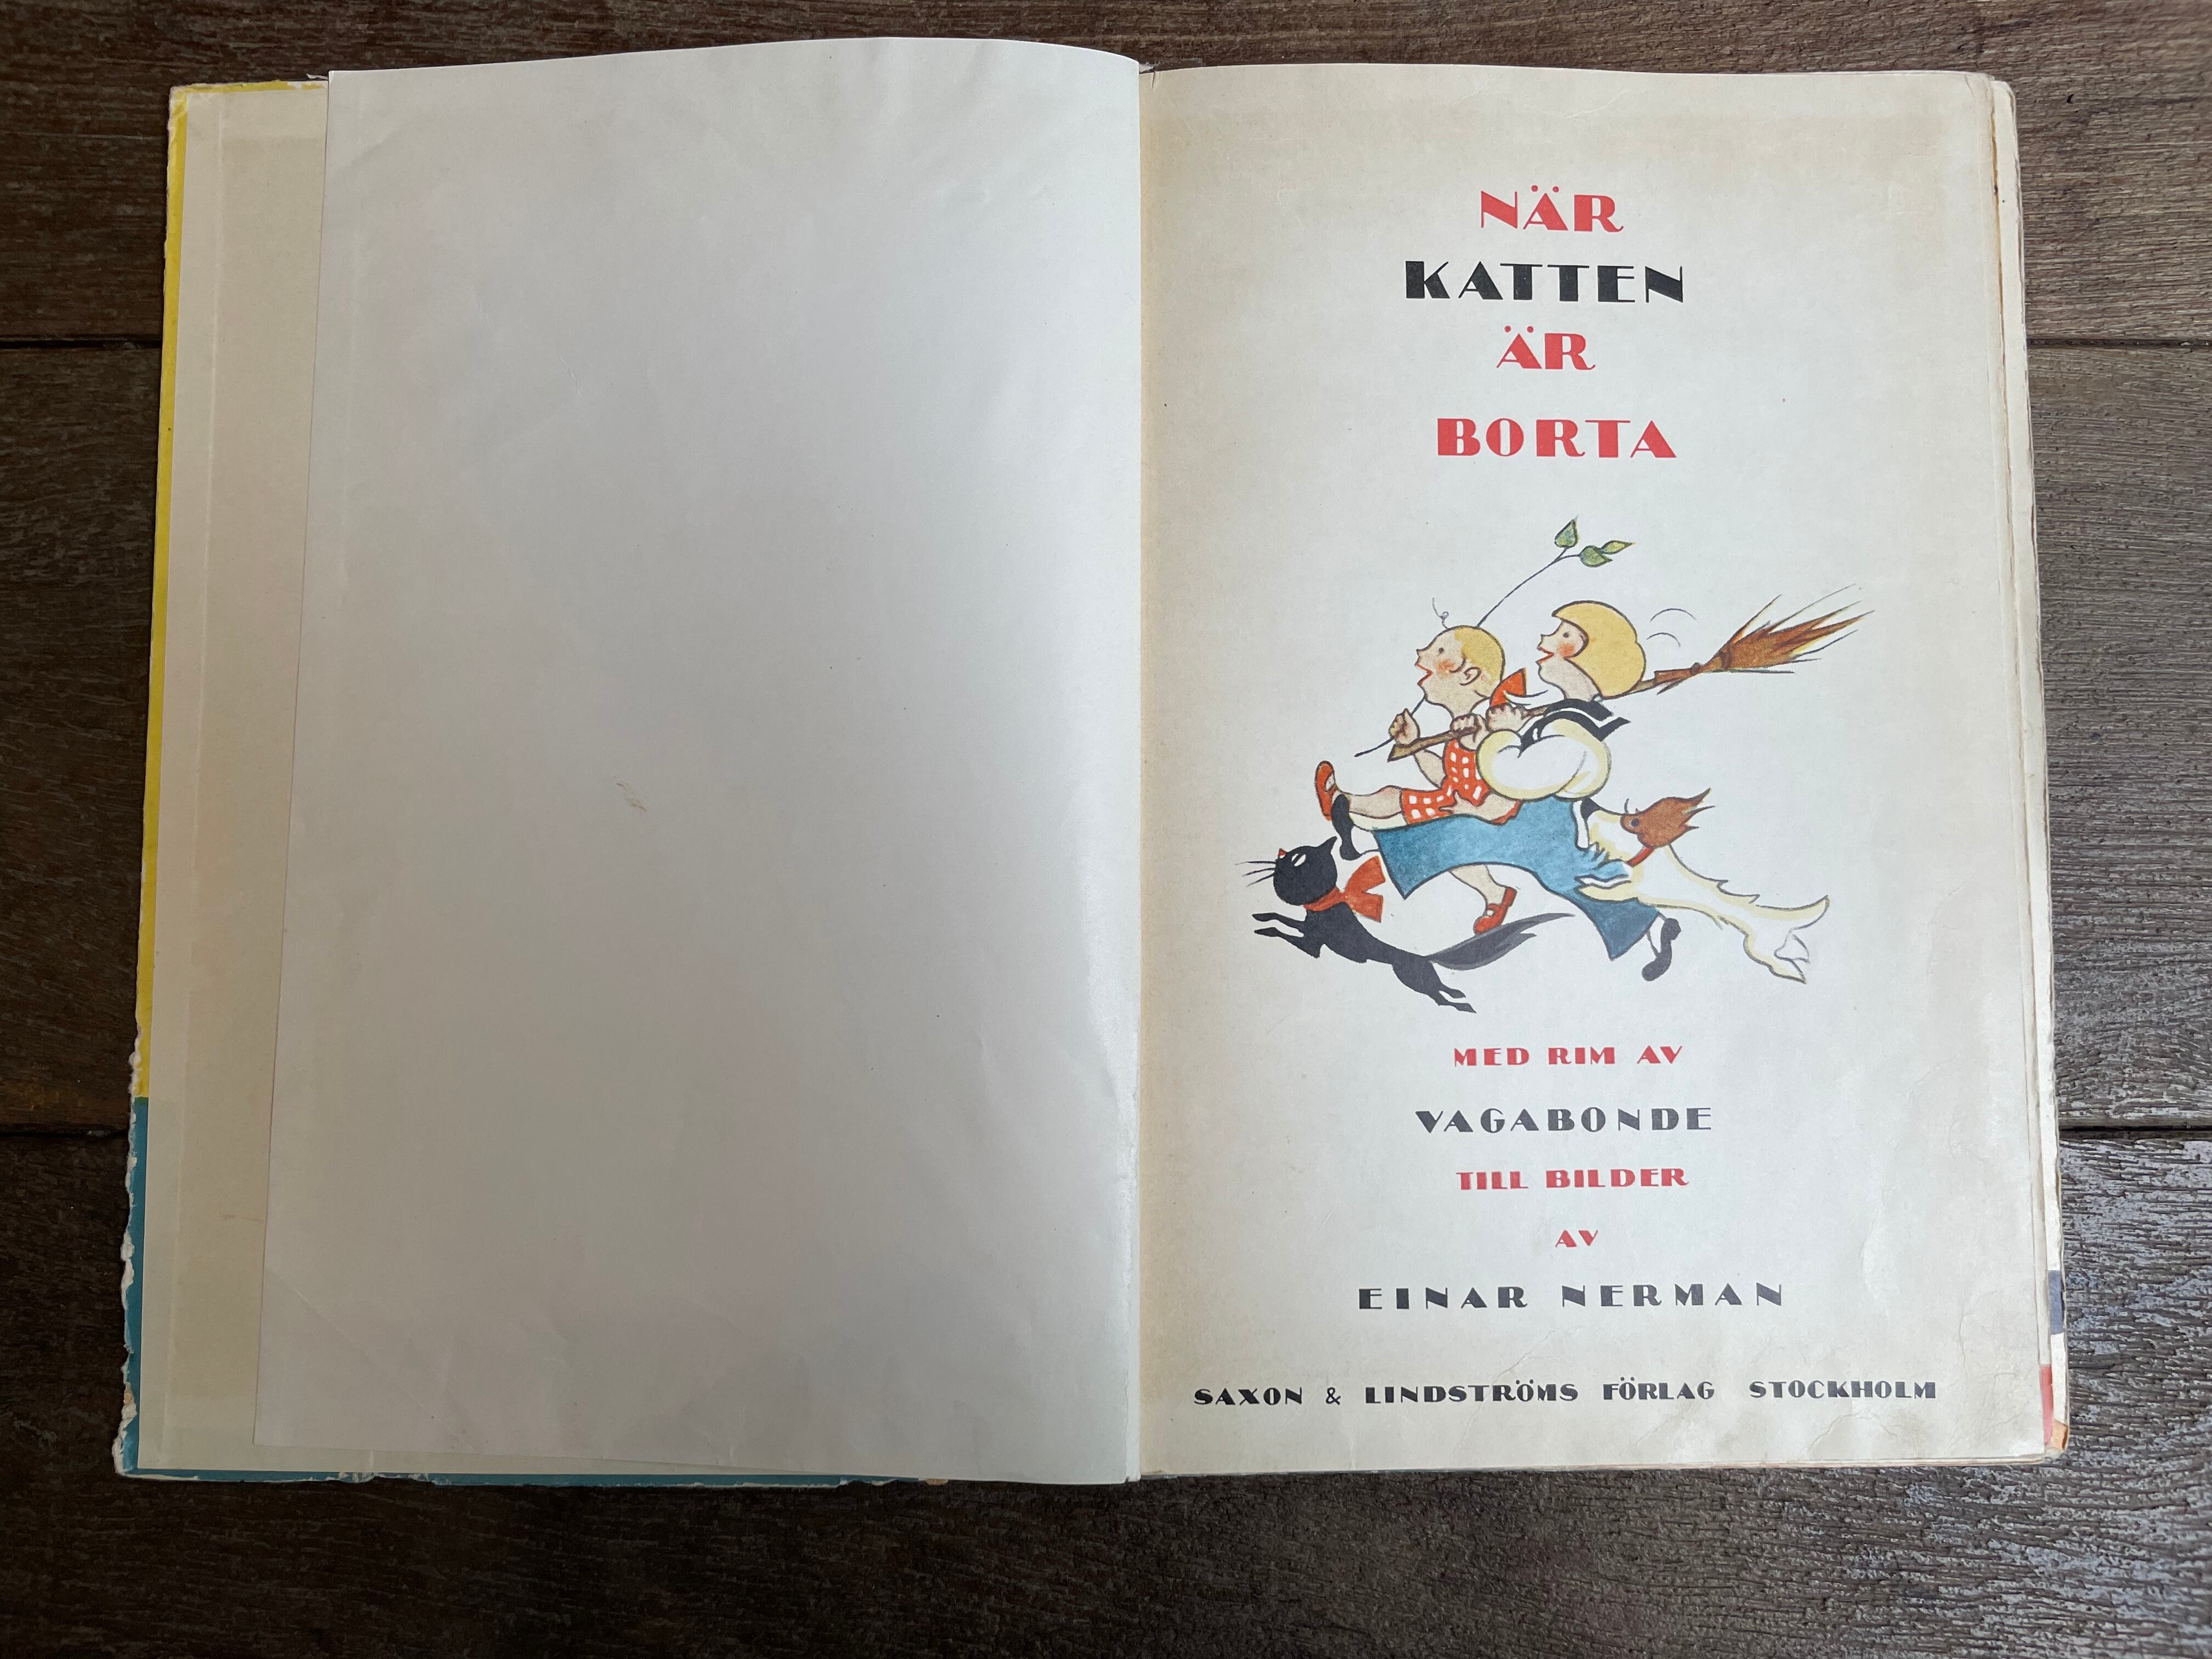 NÄR
KATTEN
ÄR
BORTA
MED RIM AV
VAGABONDE
TILL BILDER
AV
EINAR NERMAN
SAXON & LINDSTRÖMS FÖRLAG STOCKHOLM